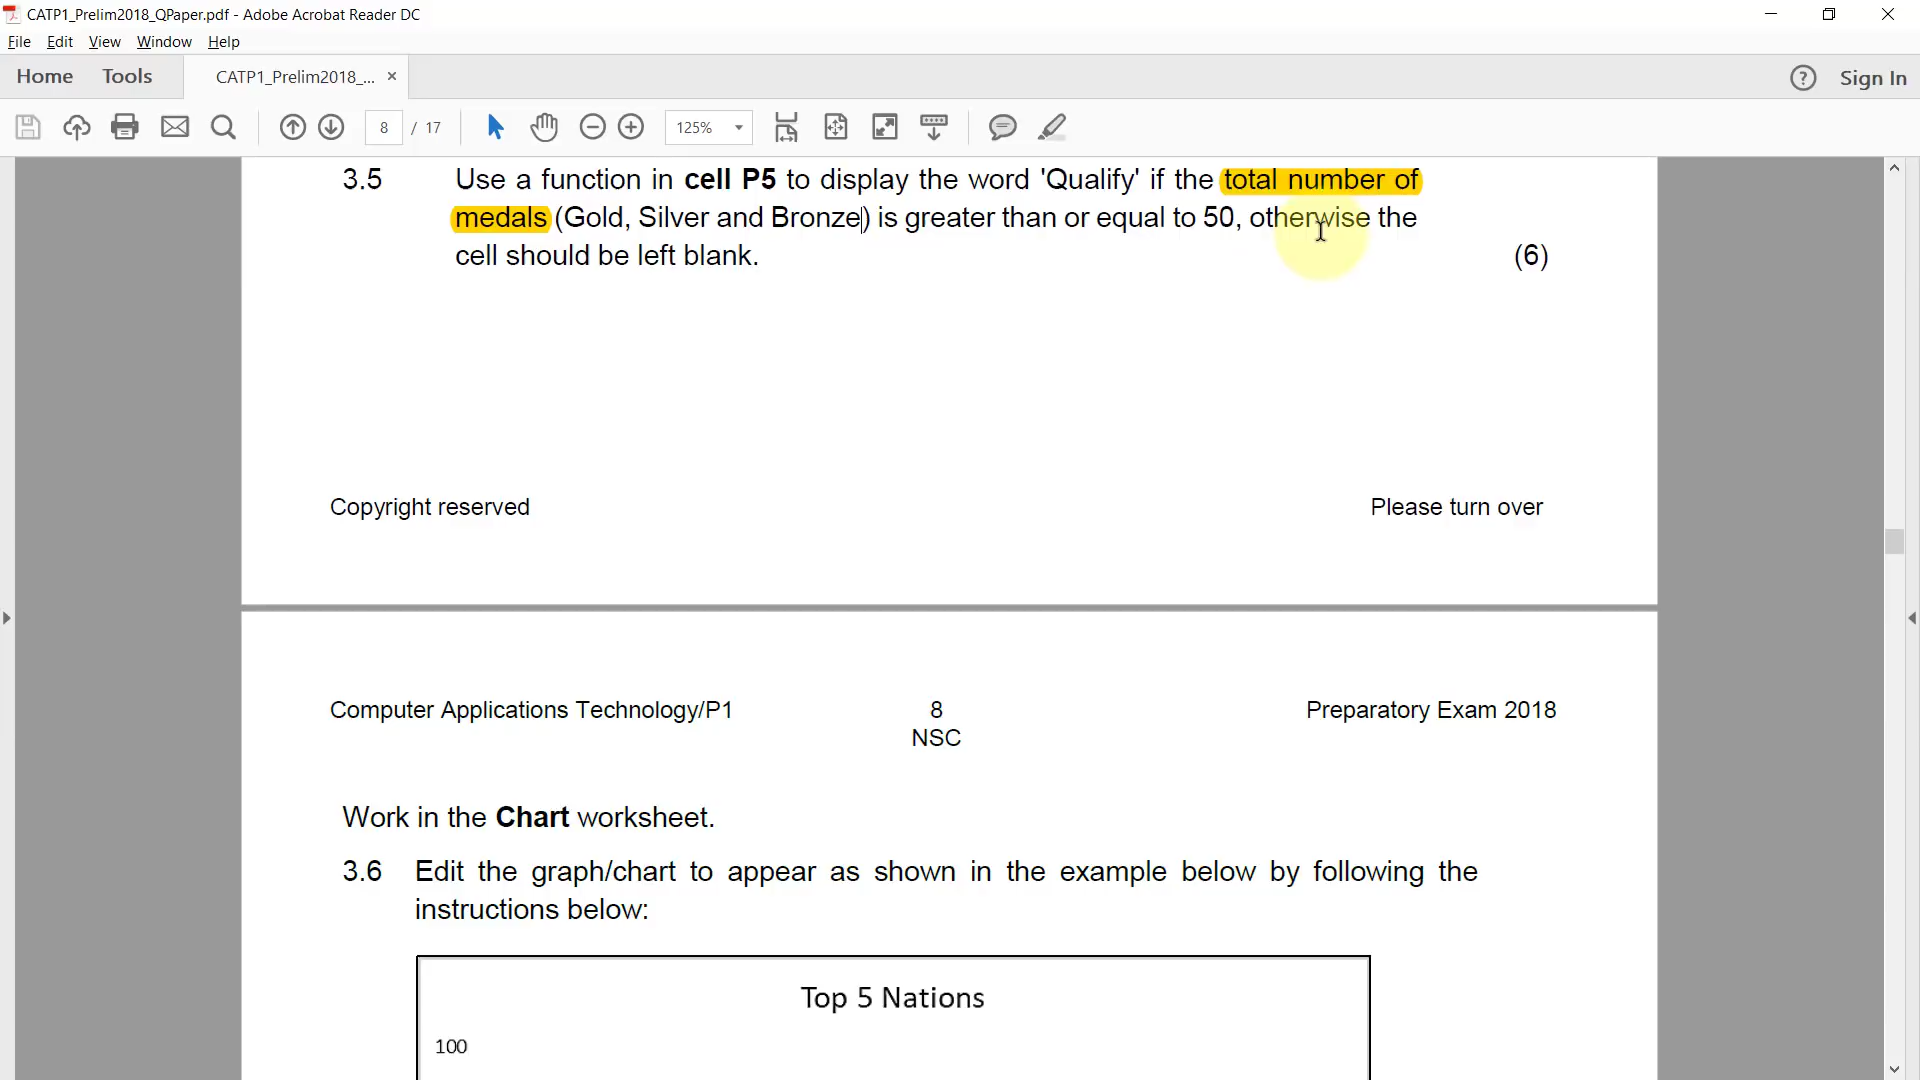 CATP1_Prelim2018_QPaper.pdf - Adobe Acrobat Reader DC
File Edit View Window Help
Home Tools CATP1_Prelim2018_... × Sign In
8 / 17 125%
3.5 Use a function in cell P5 to display the word 'Qualify' if the total number of
medals (Gold, Silver and Bronze) is greater than or equal to 50, otherwise the
cell should be left blank. (6)
Copyright reserved Please turn over
Computer Applications Technology/P1 8 Preparatory Exam 2018
NSC
Work in the Chart worksheet.
3.6 Edit the graph/chart to appear as shown in the example below by following the
instructions below:
Top 5 Nations
100